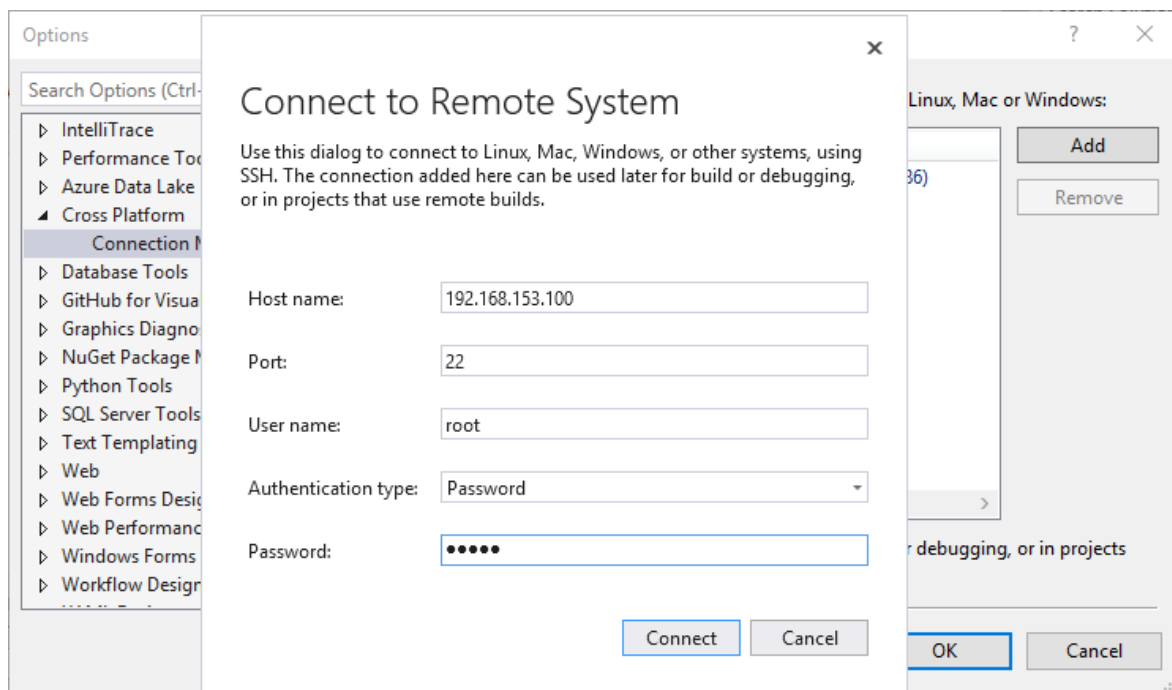 Options
?
Search Options (Ctrl-
IntelliTrace
Performance Too
Azure Data Lake
Cross Platform
Connection M
Database Tools
GitHub for Visua
Graphics Diagno
NuGet Package M
Python Tools
SQL Server Tools
Text Templating
Web
Web Forms Desig
Web Performanc
Windows Forms
Workflow Design
Connect to Remote System
Use this dialog to connect to Linux, Mac, Windows, or other systems, using
SSH. The connection added here can be used later for build or debugging,
or in projects that use remote builds.
Host name:
192.168.153.100
Port:
22
User name:
root
Authentication type:
Password
Password:
•••••
Connect
Cancel
Linux, Mac or Windows:
36)
Add
Remove
r debugging, or in projects
OK
Cancel